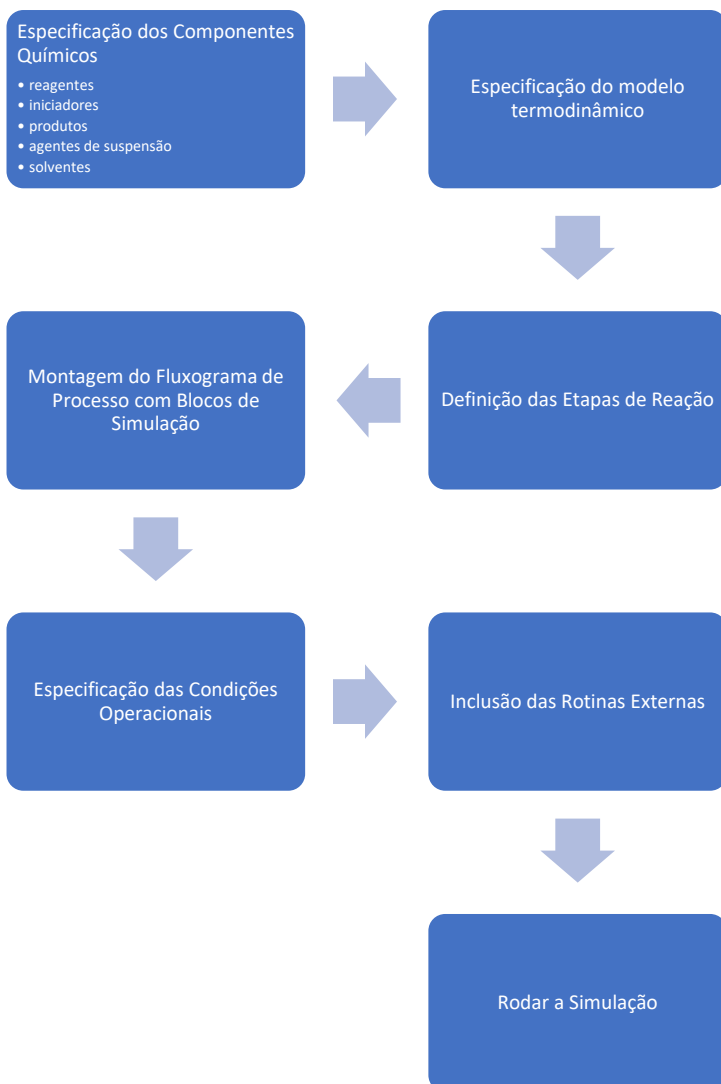 Especificação dos Componentes
Químicos
• reagentes
• iniciadores
• produtos
• agentes de suspensão
• solventes
Especificação do modelo
termodinâmico
Definição das Etapas de Reação
Montagem do Fluxograma de
Processo com Blocos de
Simulação
Especificação das Condições
Operacionais
Inclusão das Rotinas Externas
Rodar a Simulação